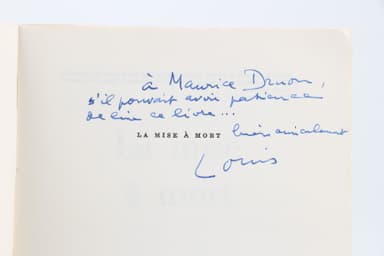 à Maurice Druon,
s'il pouvait avoir patience
de lire ce livre...
LA MISE À MORT
bien amicalement
Louis